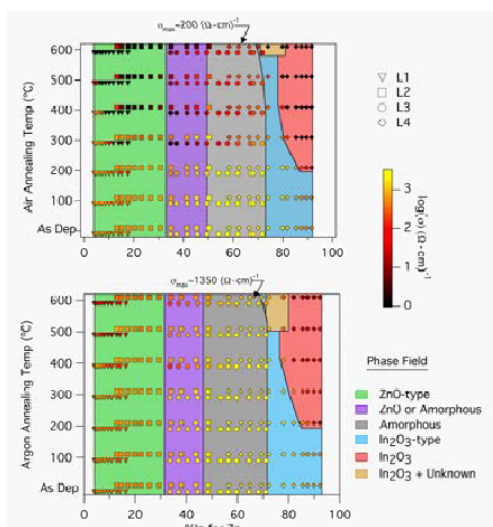 σmax≈200 (Ω-cm)⁻¹
600
500
400
300
200
100
As Dep
Air Annealing Temp (°C)
0 20 40 60 80 100
L1
L2
L3
L4
3
2
1
0
log(σ) (Ω-cm)⁻¹
σmax≈1350 (Ω-cm)⁻¹
600
500
400
300
200
100
As Dep
Argon Annealing Temp (°C)
0 20 40 60 80 100
Phase Field
ZnO-type
ZnO or Amorphous
Amorphous
In₂O₃-type
In₂O₃
In₂O₃ + Unknown
%In for Zn